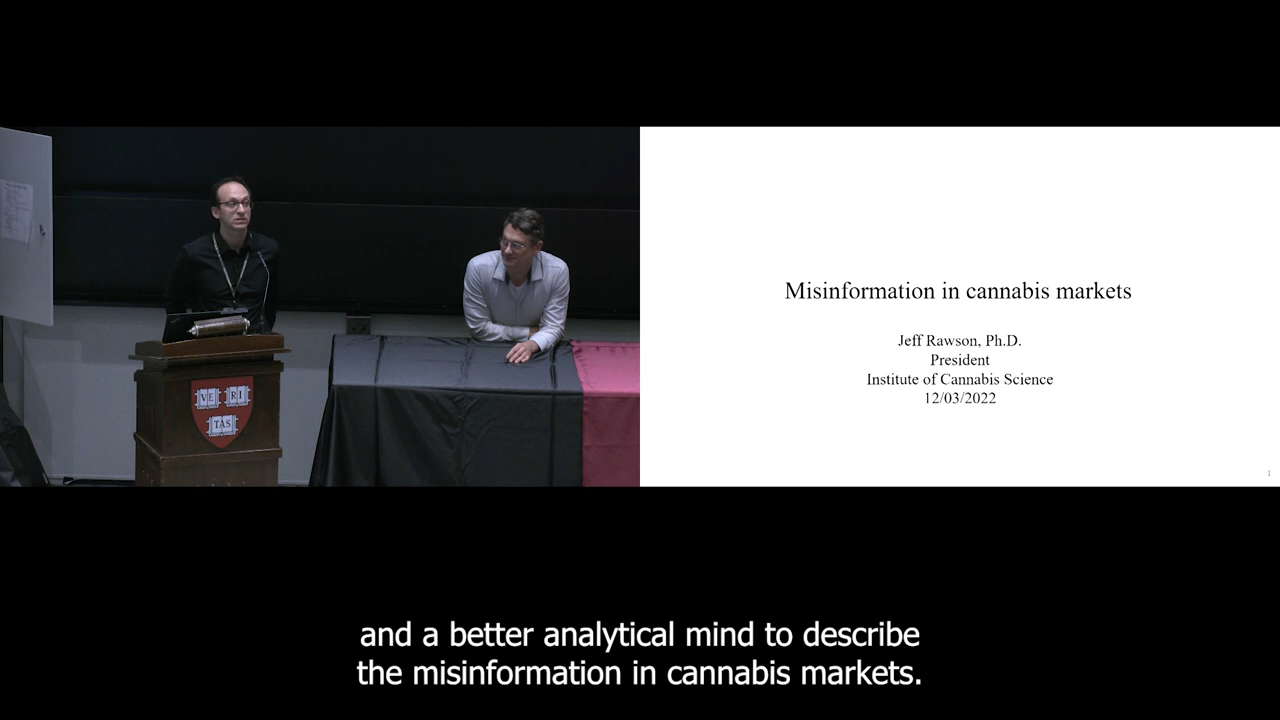 VE RI
TAS
Misinformation in cannabis markets
Jeff Rawson, Ph.D.
President
Institute of Cannabis Science
12/03/2022
1
and a better analytical mind to describe
the misinformation in cannabis markets.